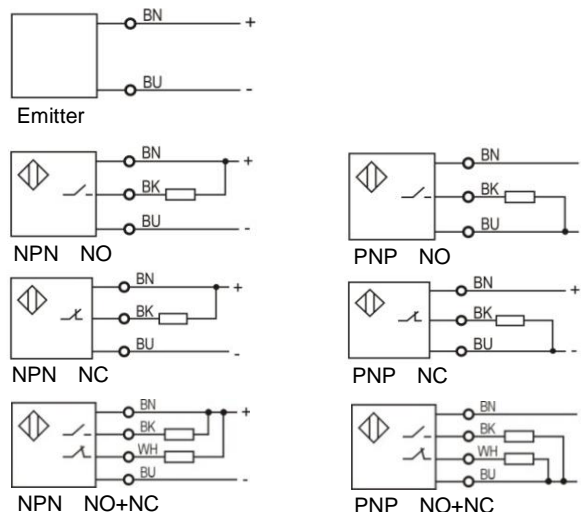 BN +
BU -
Emitter
BN +
BK
BU -
NPN NO
BN
BK
BU
PNP NO
BN +
BK
BU -
NPN NC
BN +
BK
BU -
PNP NC
BN +
BK
WH
BU -
NPN NO+NC
BN
BK
WH
BU
PNP NO+NC